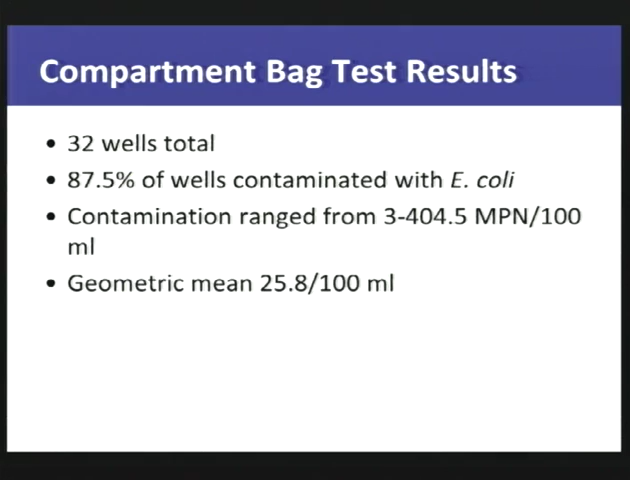 Compartment Bag Test Results
• 32 wells total
• 87.5% of wells contaminated with E. coli
• Contamination ranged from 3-404.5 MPN/100
ml
• Geometric mean 25.8/100 ml